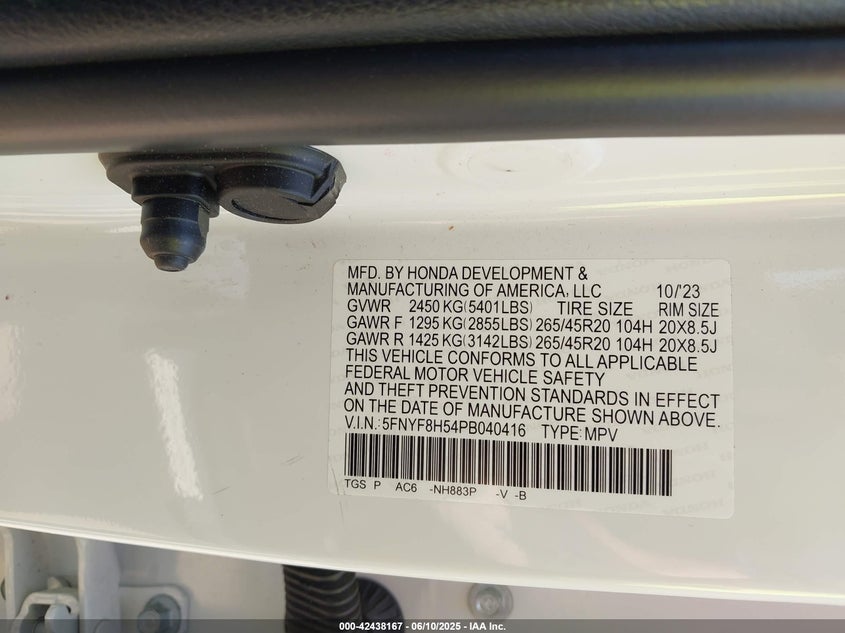 MFD. BY HONDA DEVELOPMENT &
MANUFACTURING OF AMERICA, LLC 10/'23
GVWR 2450 KG(5401LBS) TIRE SIZE RIM SIZE
GAWR F 1295 KG(2855LBS) 265/45R20 104H 20X8.5J
GAWR R 1425 KG(3142LBS) 265/45R20 104H 20X8.5J
THIS VEHICLE CONFORMS TO ALL APPLICABLE
FEDERAL MOTOR VEHICLE SAFETY
AND THEFT PREVENTION STANDARDS IN EFFECT
ON THE DATE OF MANUFACTURE SHOWN ABOVE.
V.I.N.: 5FNYF8H54PB040416 TYPE: MPV
TGS P AC6 -NH883P -V -B
000-42438167 — 06/10/2025 - IAA Inc.